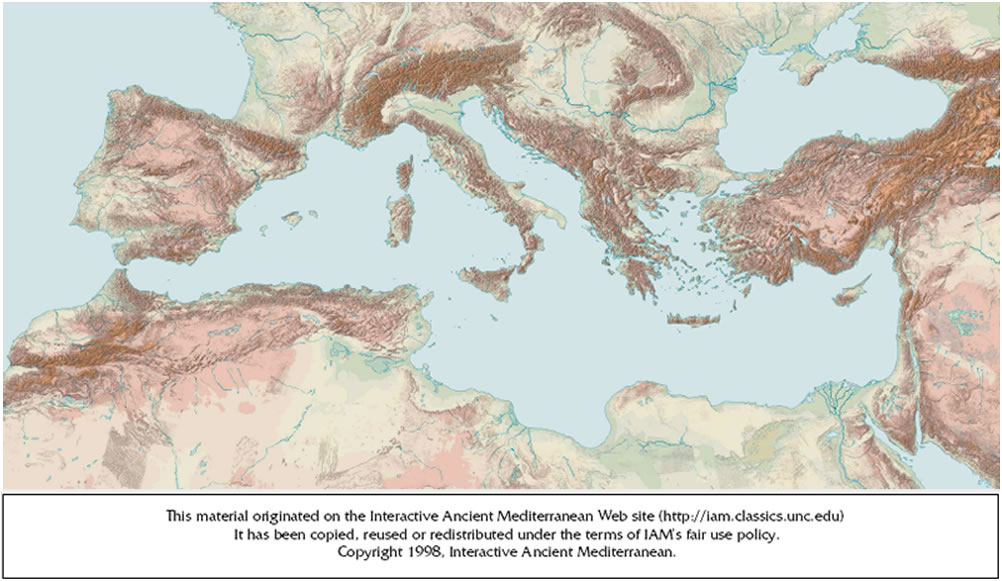 This material originated on the Interactive Ancient Mediterranean Web site (http://iam.classics.unc.edu)
It has been copied, reused or redistributed under the terms of IAM's fair use policy.
Copyright 1998, Interactive Ancient Mediterranean.